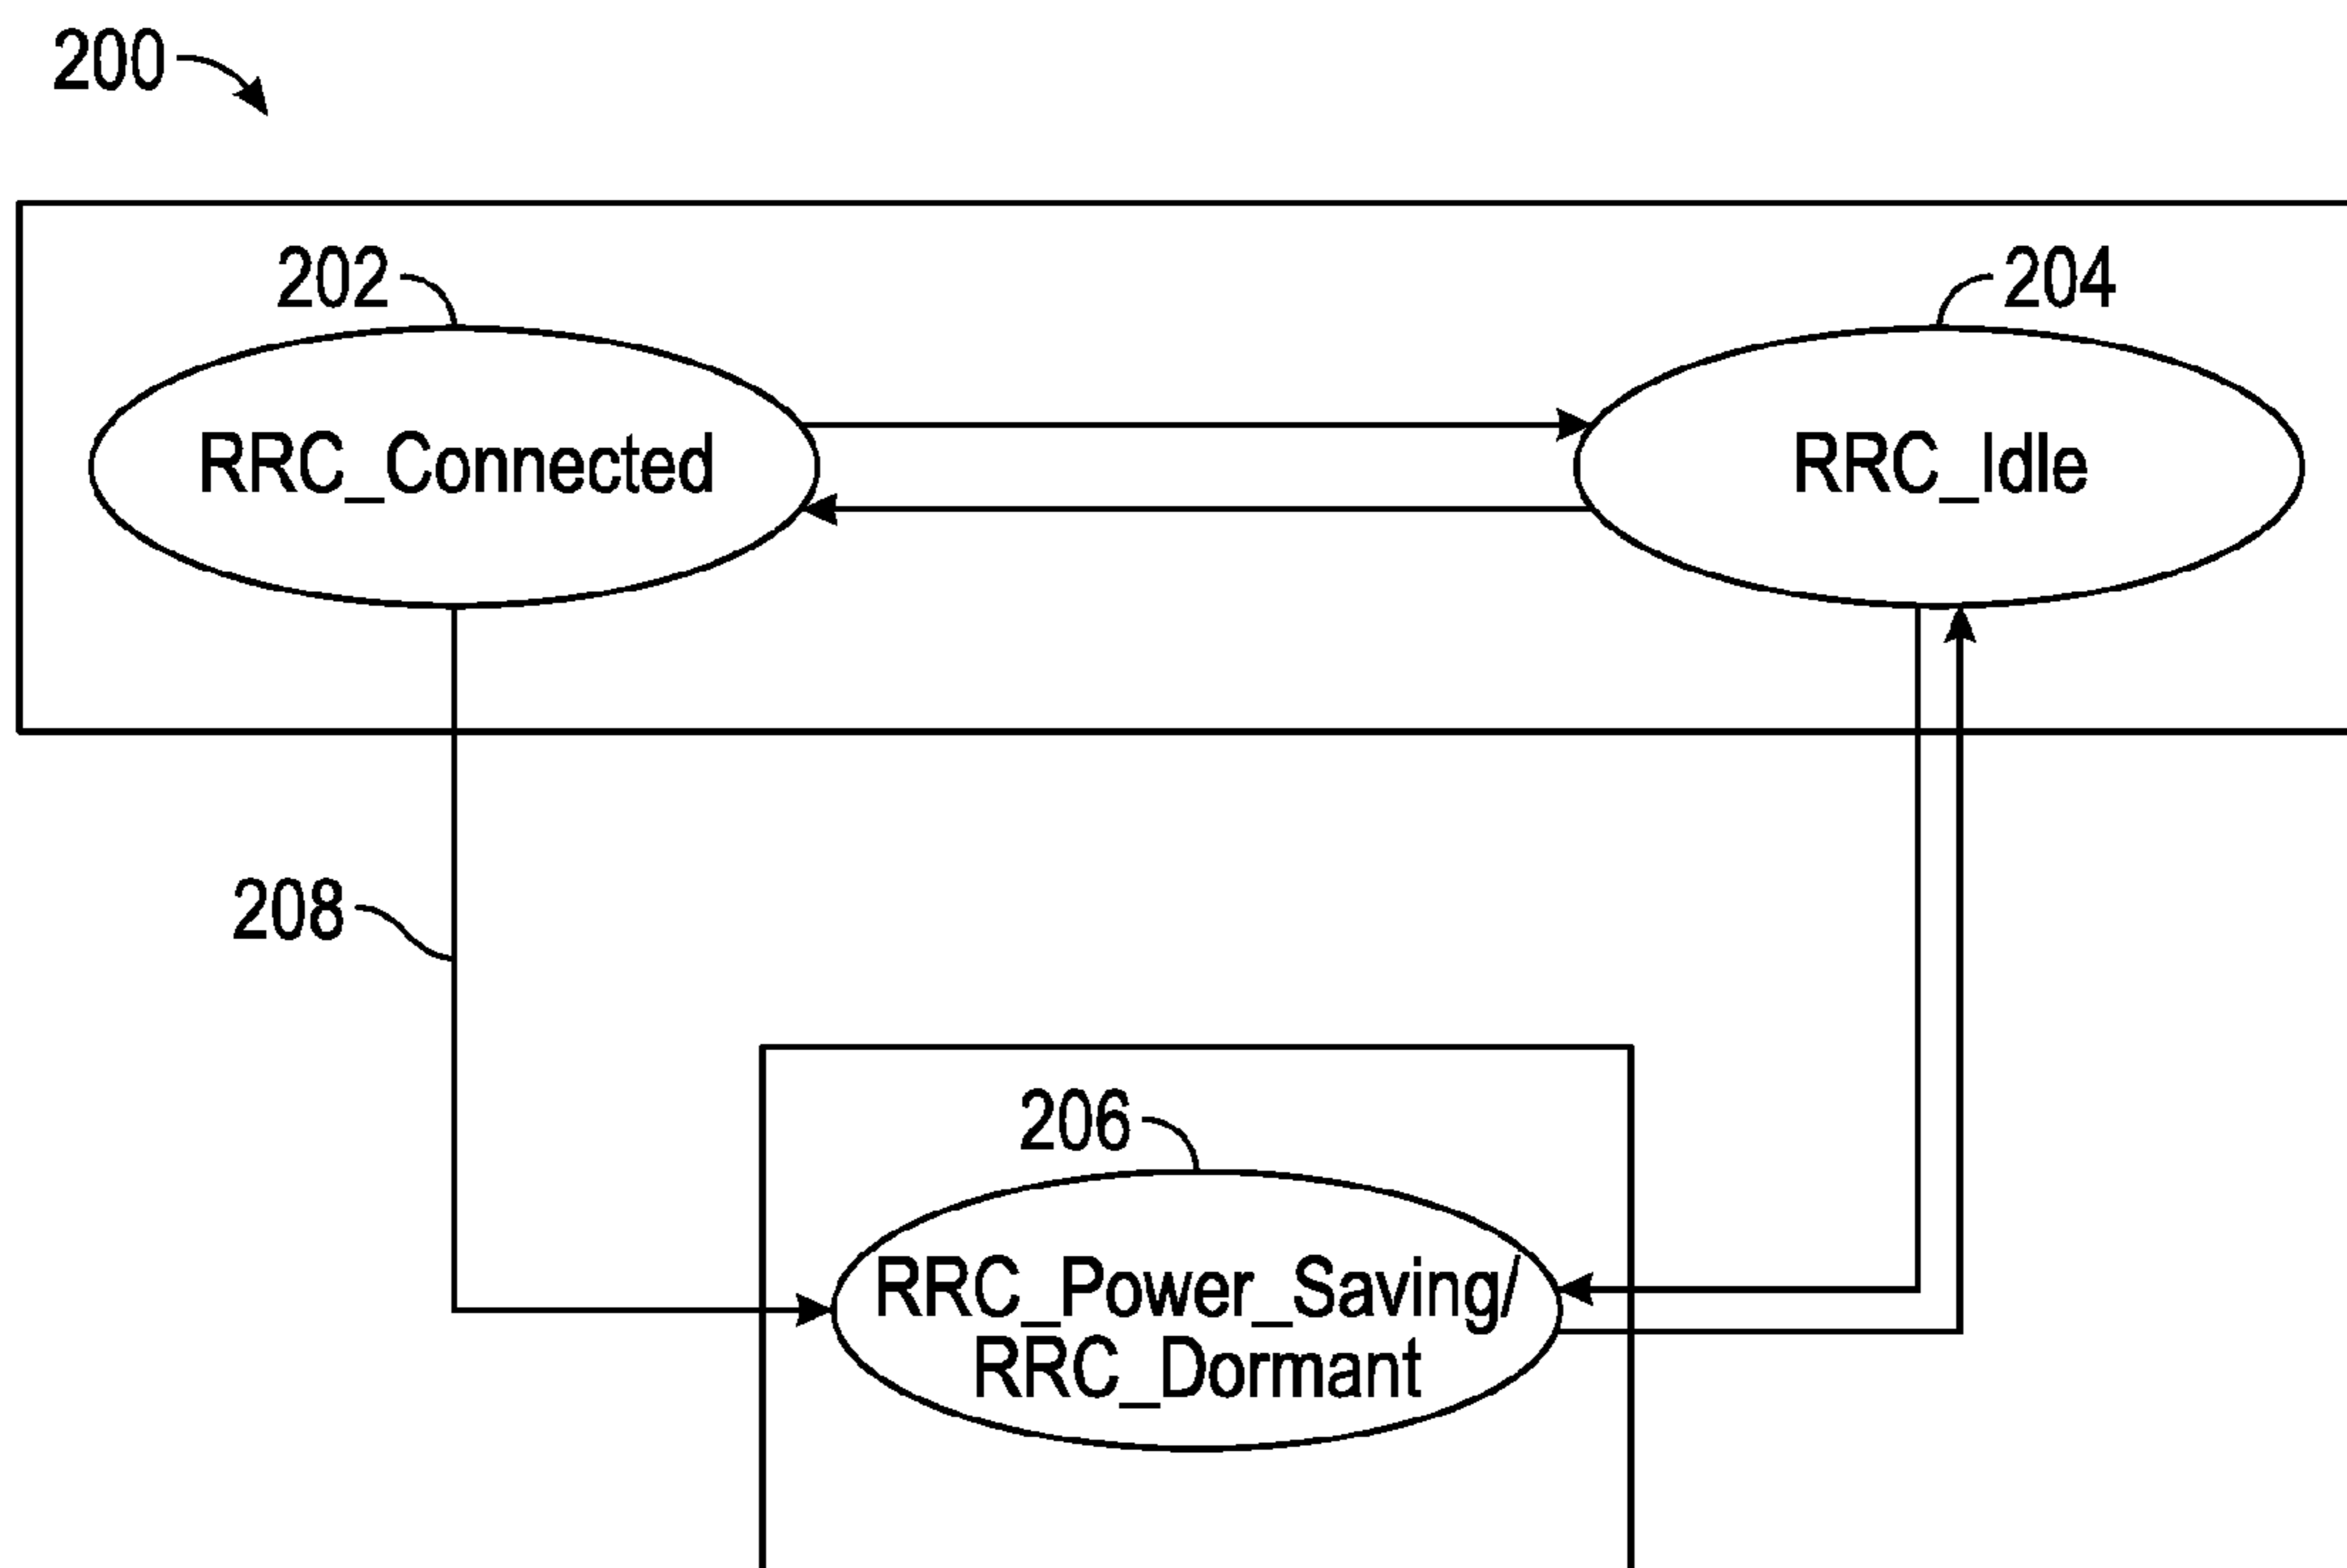 200
202
204
RRC_Connected
RRC_Idle
208
206
RRC_Power_Saving/
RRC_Dormant